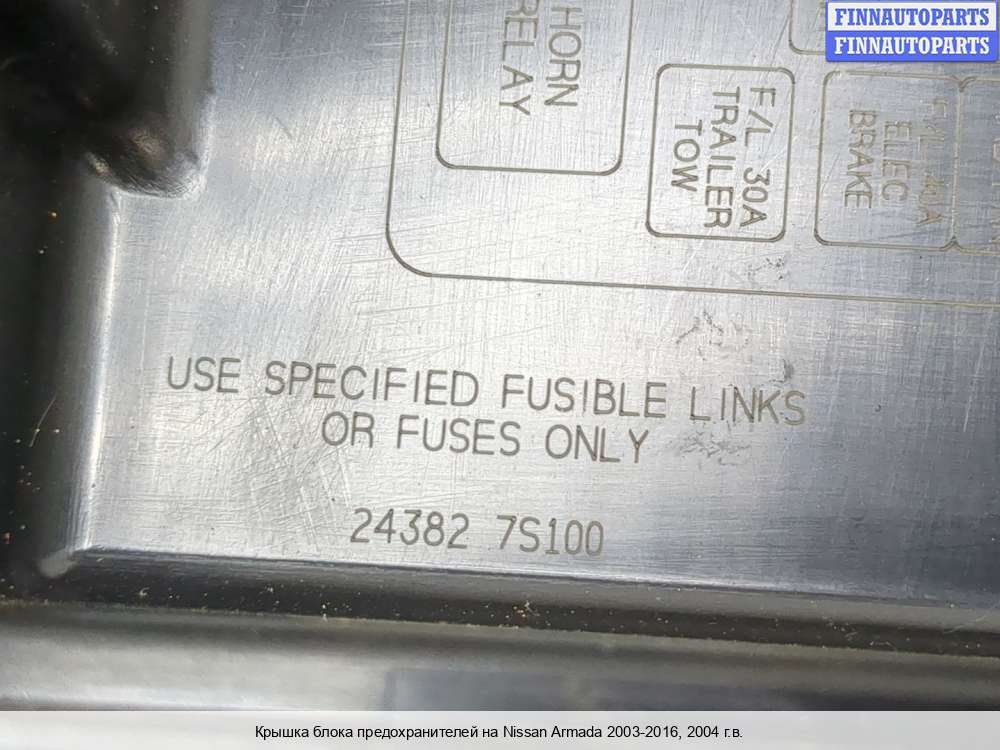 FINNAUTOPARTS
FINNAUTOPARTS
HORN
RELAY
F/L 30A
TRAILER
TOW
F/L 40A
ELEC
BRAKE
USE SPECIFIED FUSIBLE LINKS
OR FUSES ONLY
24382 7S100
Крышка блока предохранителей на Nissan Armada 2003-2016, 2004 г.в.